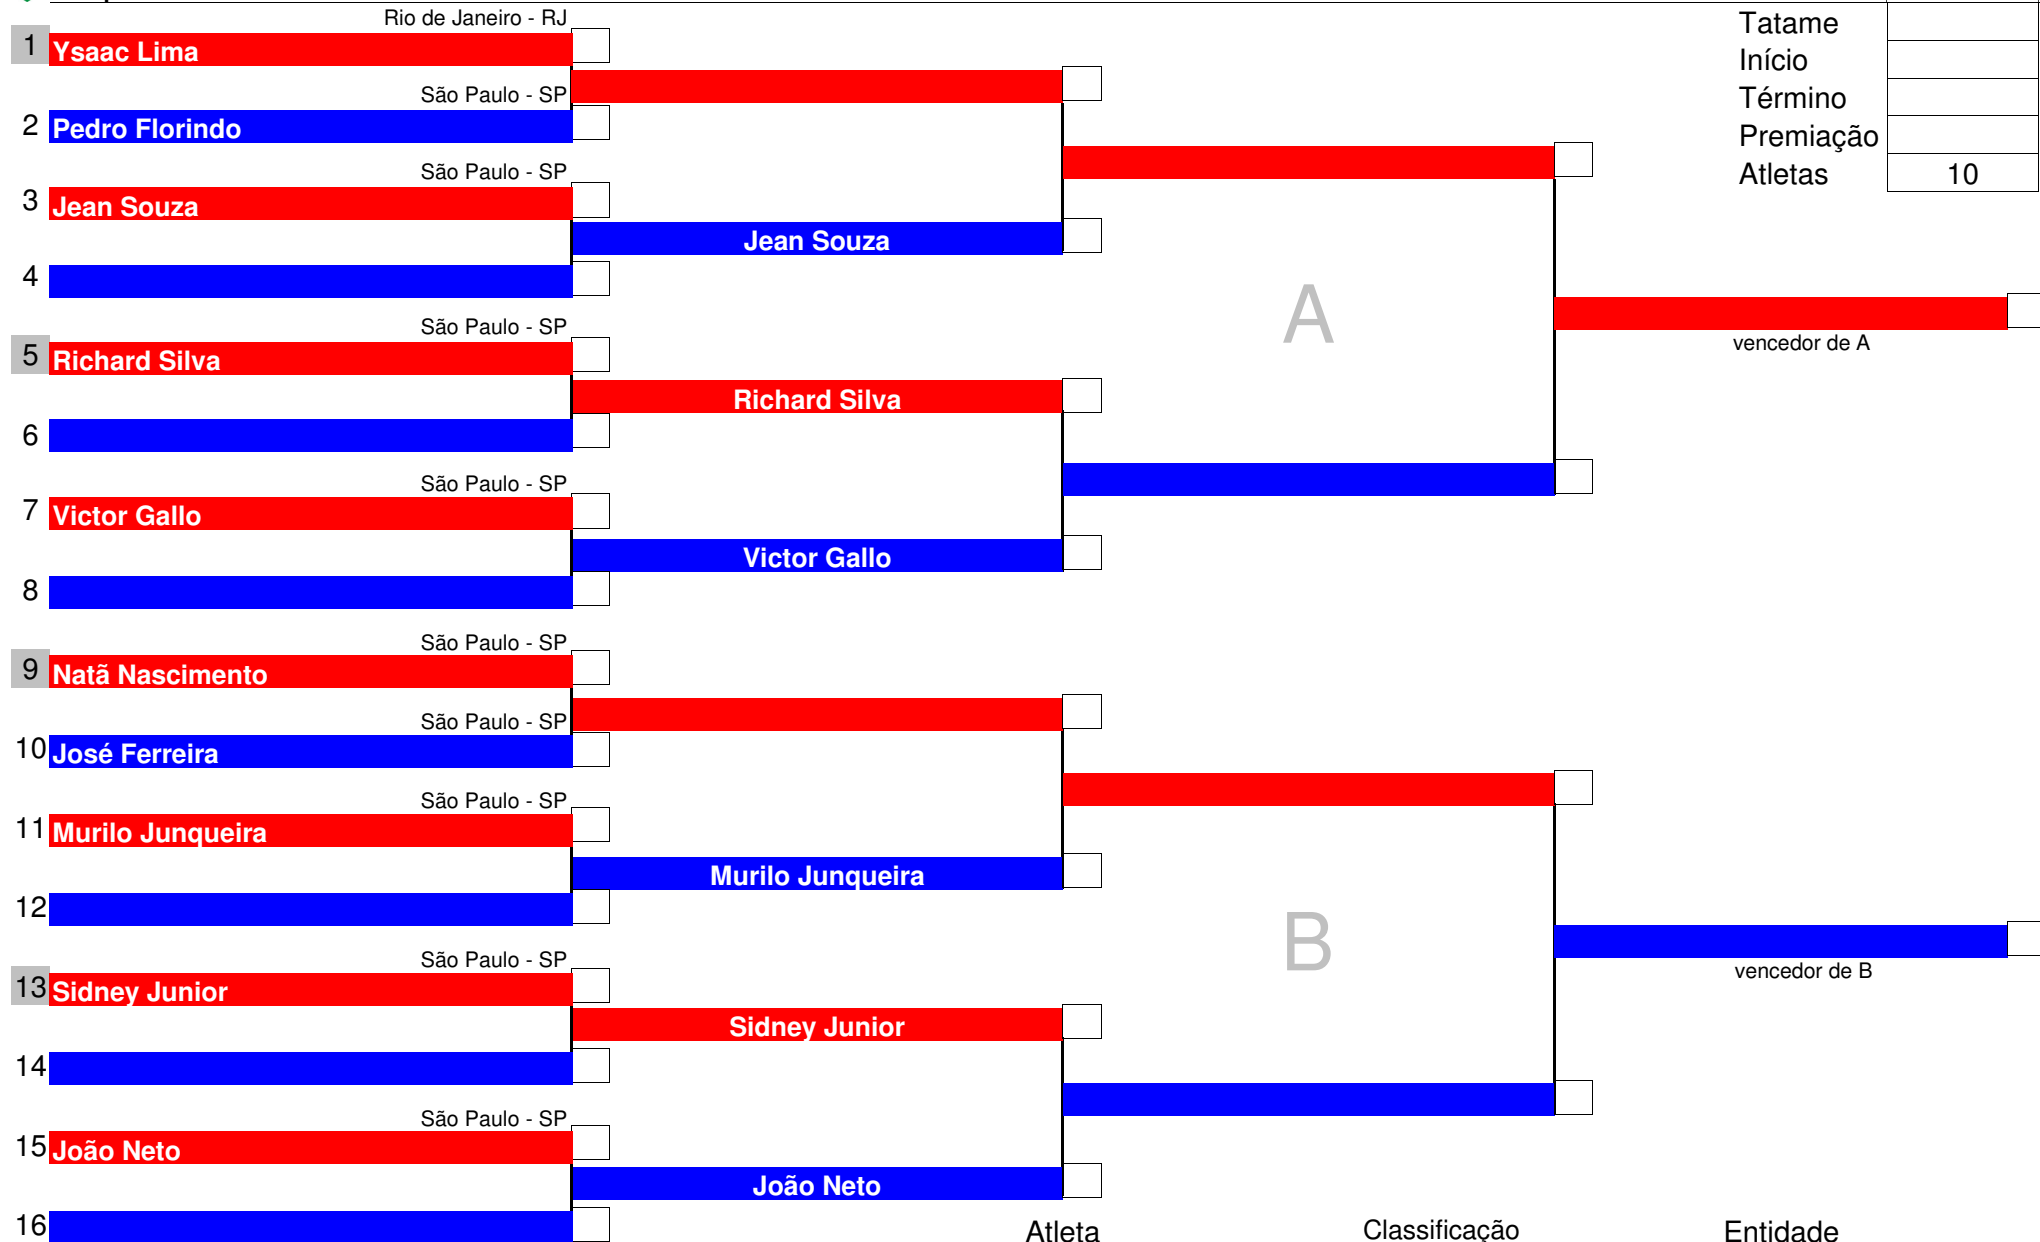 Rio de Janeiro - RJ
Tatame
1 Ysaac Lima
Início
São Paulo - SP
Término
2 Pedro Florindo
Premiação
São Paulo - SP
Atletas 10
3 Jean Souza
Jean Souza
4
A
São Paulo - SP
vencedor de A
5 Richard Silva
Richard Silva
6
São Paulo - SP
7 Victor Gallo
Victor Gallo
8
São Paulo - SP
9 Natã Nascimento
São Paulo - SP
10 José Ferreira
São Paulo - SP
11 Murilo Junqueira
Murilo Junqueira
12
B
São Paulo - SP
vencedor de B
13 Sidney Junior
Sidney Junior
14
São Paulo - SP
15 João Neto
João Neto
16
Atleta Classificação Entidade